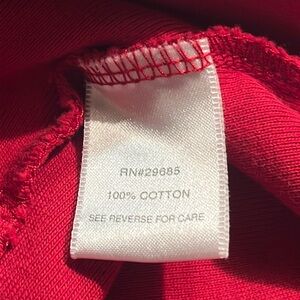 RN#29685
100% COTTON
SEE REVERSE FOR CARE